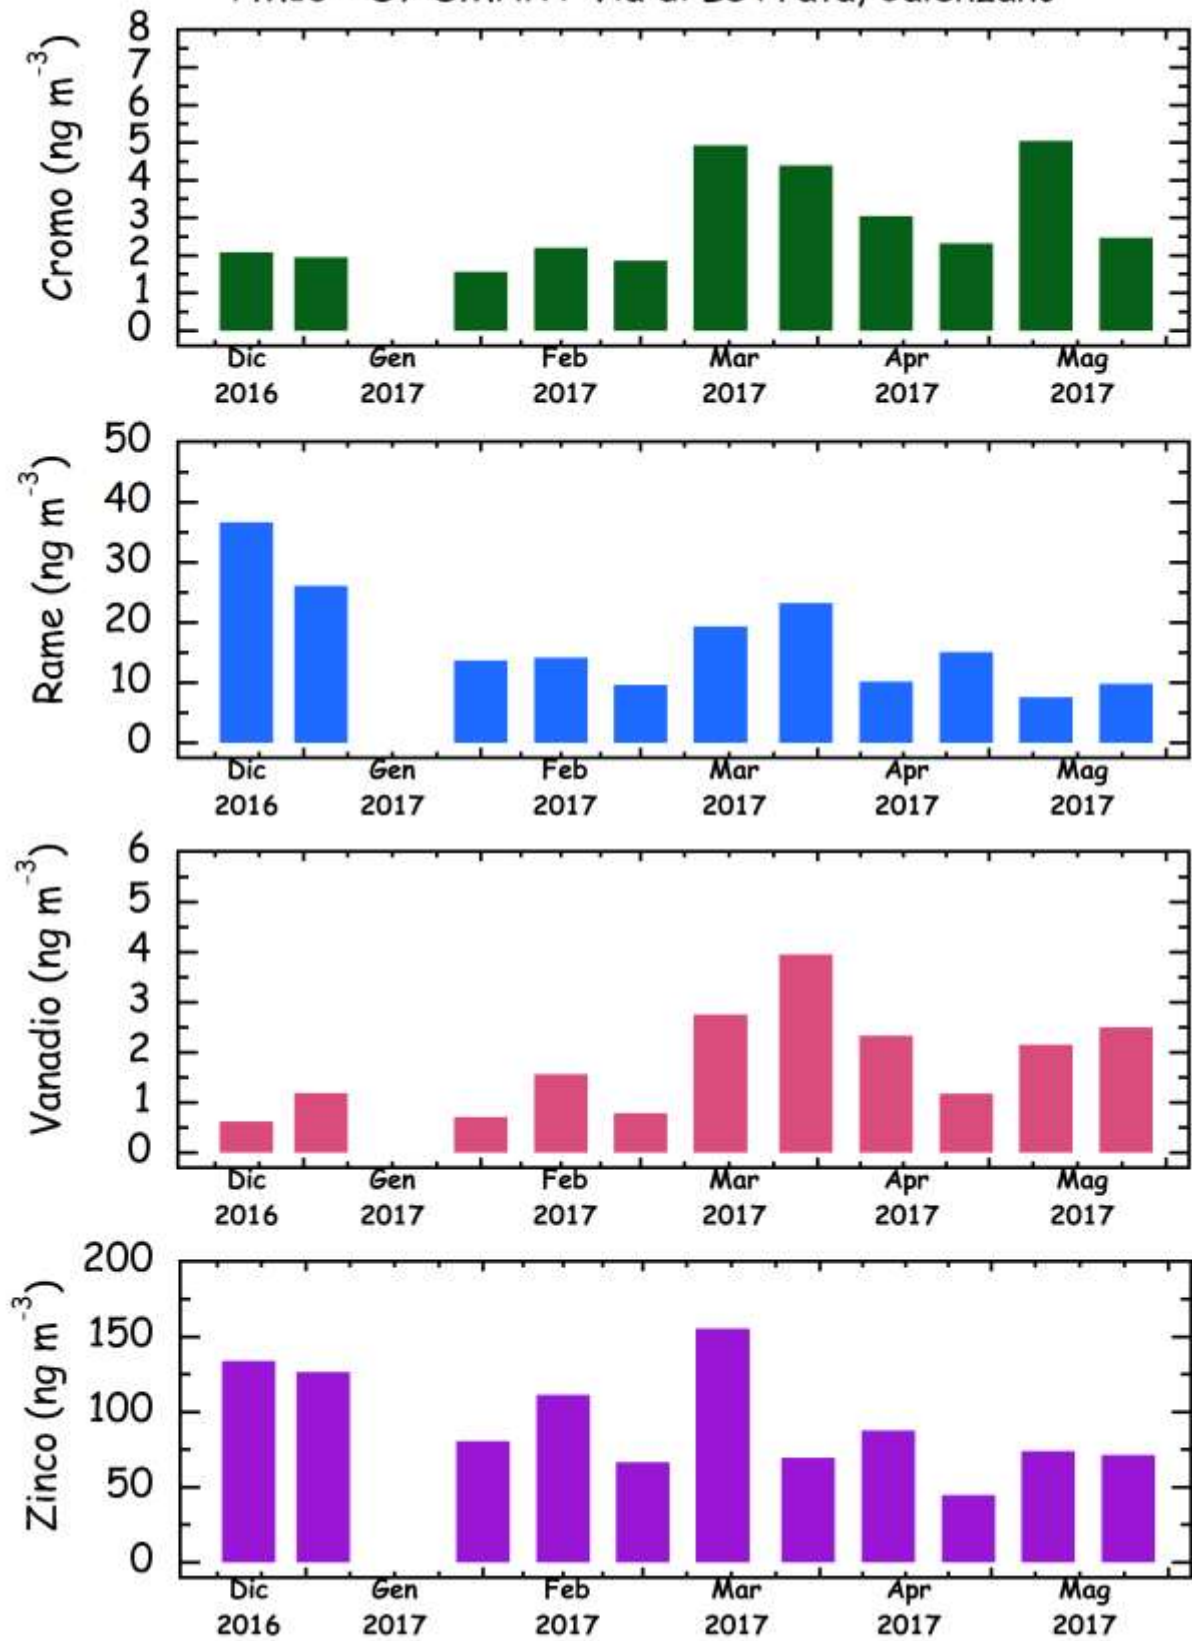 8
7
6
5
4
3
2
1
0
Cromo (ng m⁻³)
Dic Gen Feb Mar Apr Mag
2016 2017 2017 2017 2017 2017
50
40
30
20
10
0
Rame (ng m⁻³)
Dic Gen Feb Mar Apr Mag
2016 2017 2017 2017 2017 2017
6
5
4
3
2
1
0
Vanadio (ng m⁻³)
Dic Gen Feb Mar Apr Mag
2016 2017 2017 2017 2017 2017
200
150
100
50
0
Zinco (ng m⁻³)
Dic Gen Feb Mar Apr Mag
2016 2017 2017 2017 2017 2017